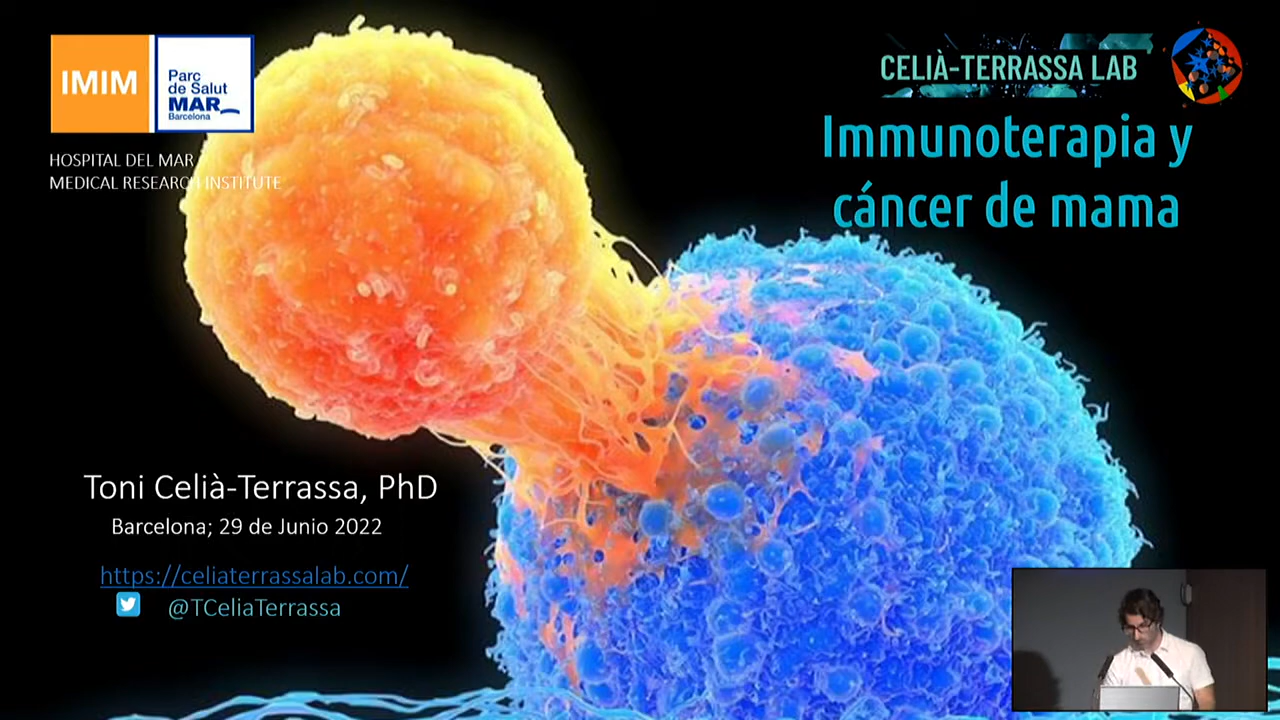 IMIM
Parc
de Salut
MAR
Barcelona
HOSPITAL DEL MAR
MEDICAL RESEARCH INSTITUTE
CELIÀ-TERRASSA LAB
Immunoterapia y
cáncer de mama
Toni Celià-Terrassa, PhD
Barcelona; 29 de Junio 2022
https://celiaterrassalab.com/
@TCeliaTerrassa